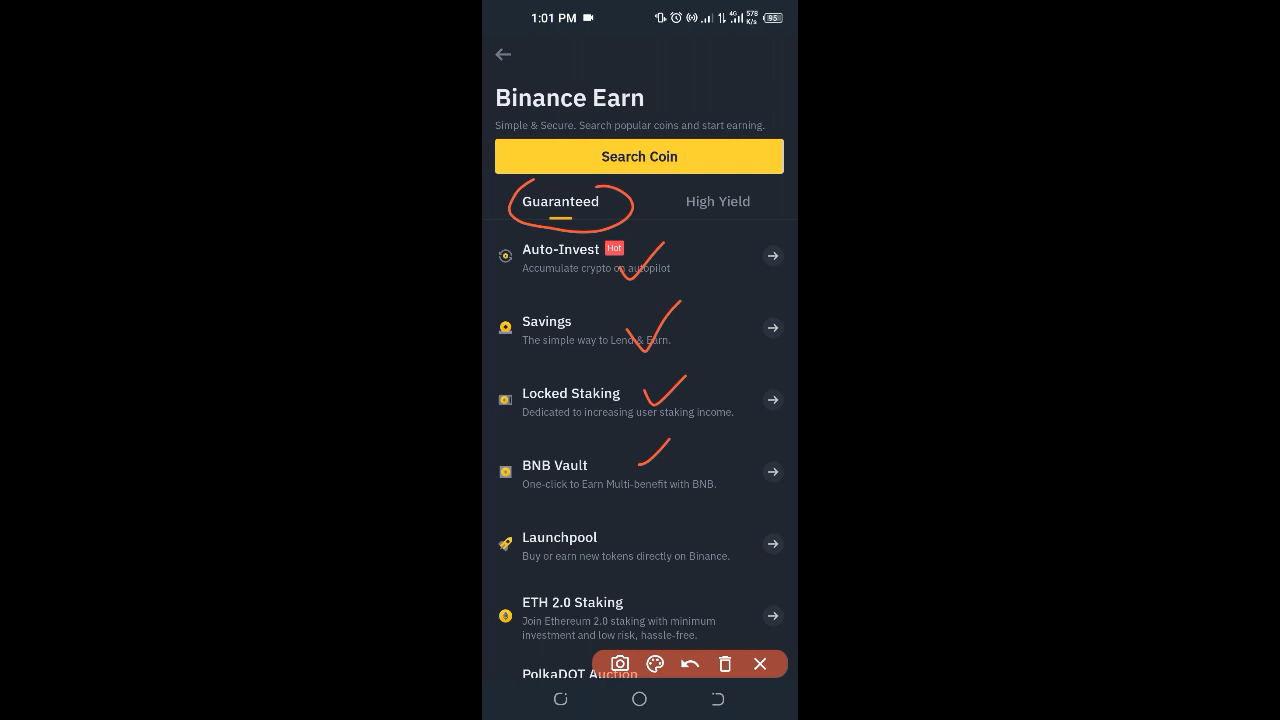 1:01 PM
4G
578
K/s
95
Binance Earn
Simple & Secure. Search popular coins and start earning.
Search Coin
Guaranteed
High Yield
Auto-Invest Hot
Accumulate crypto on autopilot
Savings
The simple way to Lend & Earn.
Locked Staking
Dedicated to increasing user staking income.
BNB Vault
One-click to Earn Multi-benefit with BNB.
Launchpool
Buy or earn new tokens directly on Binance.
ETH 2.0 Staking
Join Ethereum 2.0 staking with minimum
investment and low risk, hassle-free.
PolkaDOT Auction